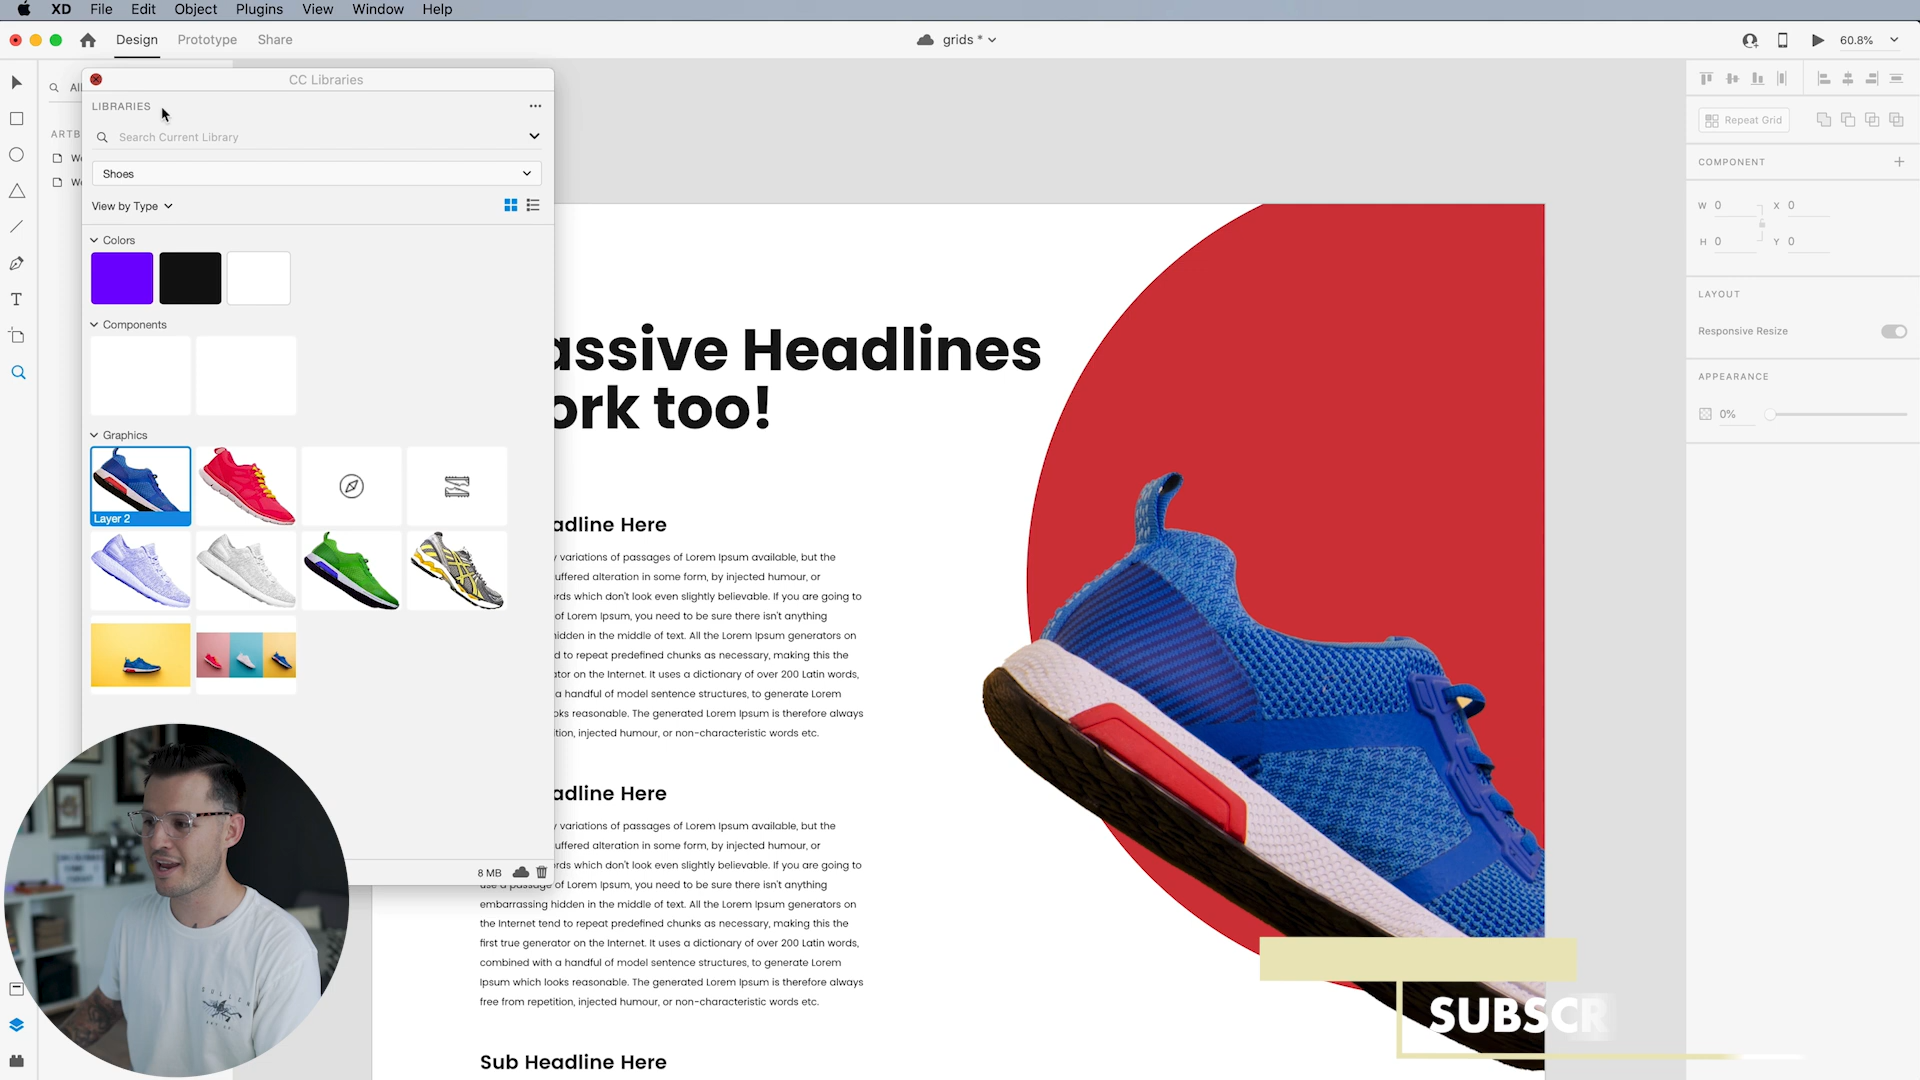 XD File Edit Object Plugins View Window Help
Design Prototype Share
grids *
60.8%
CC Libraries
LIBRARIES
All
Search Current Library
ARTB
Shoes
We
We
View by Type
Colors
Components
Graphics
Layer 2
8 MB
assive Headlines
ork too!
adline Here
y variations of passages of Lorem Ipsum available, but the
uffered alteration in some form, by injected humour, or
rds which don't look even slightly believable. If you are going to
of Lorem Ipsum, you need to be sure there isn't anything
hidden in the middle of text. All the Lorem Ipsum generators on
d to repeat predefined chunks as necessary, making this the
ator on the Internet. It uses a dictionary of over 200 Latin words,
a handful of model sentence structures, to generate Lorem
oks reasonable. The generated Lorem Ipsum is therefore always
tition, injected humour, or non-characteristic words etc.
adline Here
y variations of passages of Lorem Ipsum available, but the
uffered alteration in some form, by injected humour, or
rds which don't look even slightly believable. If you are going to
use a passage of Lorem Ipsum, you need to be sure there isn't anything
embarrassing hidden in the middle of text. All the Lorem Ipsum generators on
the Internet tend to repeat predefined chunks as necessary, making this the
first true generator on the Internet. It uses a dictionary of over 200 Latin words,
combined with a handful of model sentence structures, to generate Lorem
Ipsum which looks reasonable. The generated Lorem Ipsum is therefore always
free from repetition, injected humour, or non-characteristic words etc.
Sub Headline Here
Repeat Grid
COMPONENT
W 0 X 0
H 0 Y 0
LAYOUT
Responsive Resize
APPEARANCE
0%
SULLEN
SUBSCR